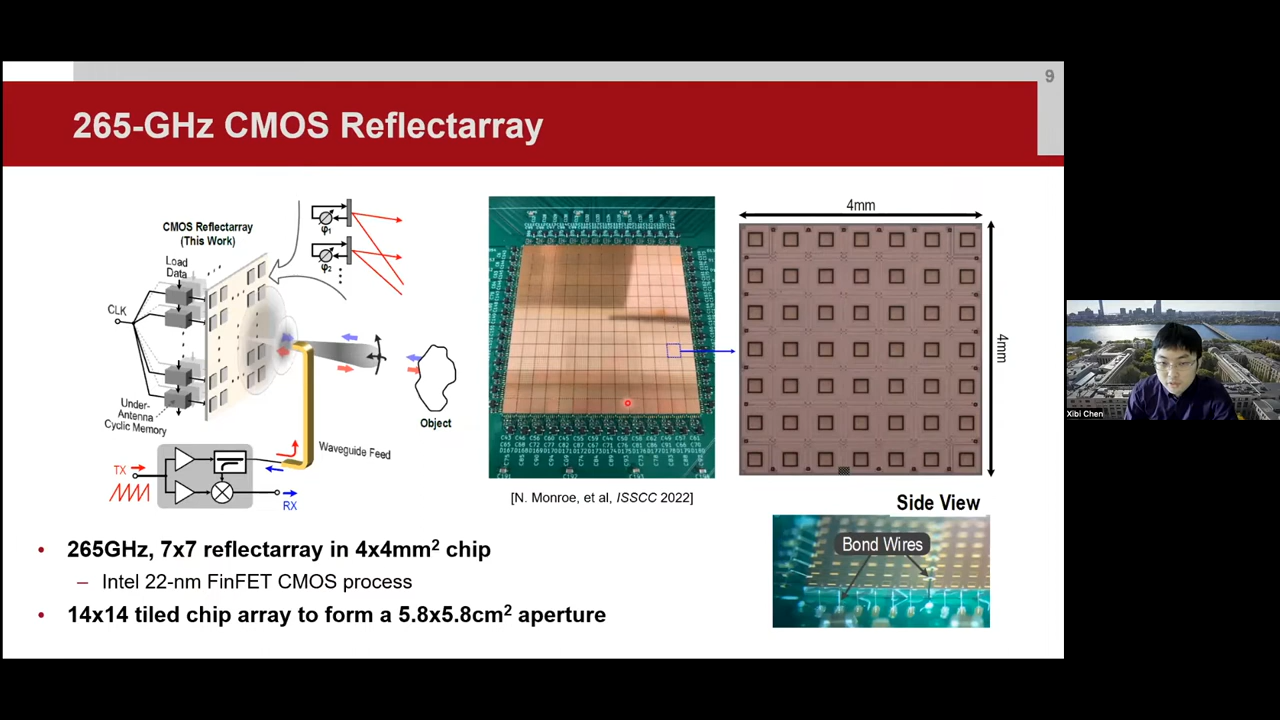 9
265-GHz CMOS Reflectarray
CMOS Reflectarray
(This Work)
Load
Data
CLK
Under-
Antenna
Cyclic Memory
φ1
φ2
Object
Waveguide Feed
TX
RX
[N. Monroe, et al, ISSCC 2022]
4mm
4mm
Side View
Bond Wires
• 265GHz, 7x7 reflectarray in 4x4mm² chip
– Intel 22-nm FinFET CMOS process
• 14x14 tiled chip array to form a 5.8x5.8cm² aperture
Xibi Chen